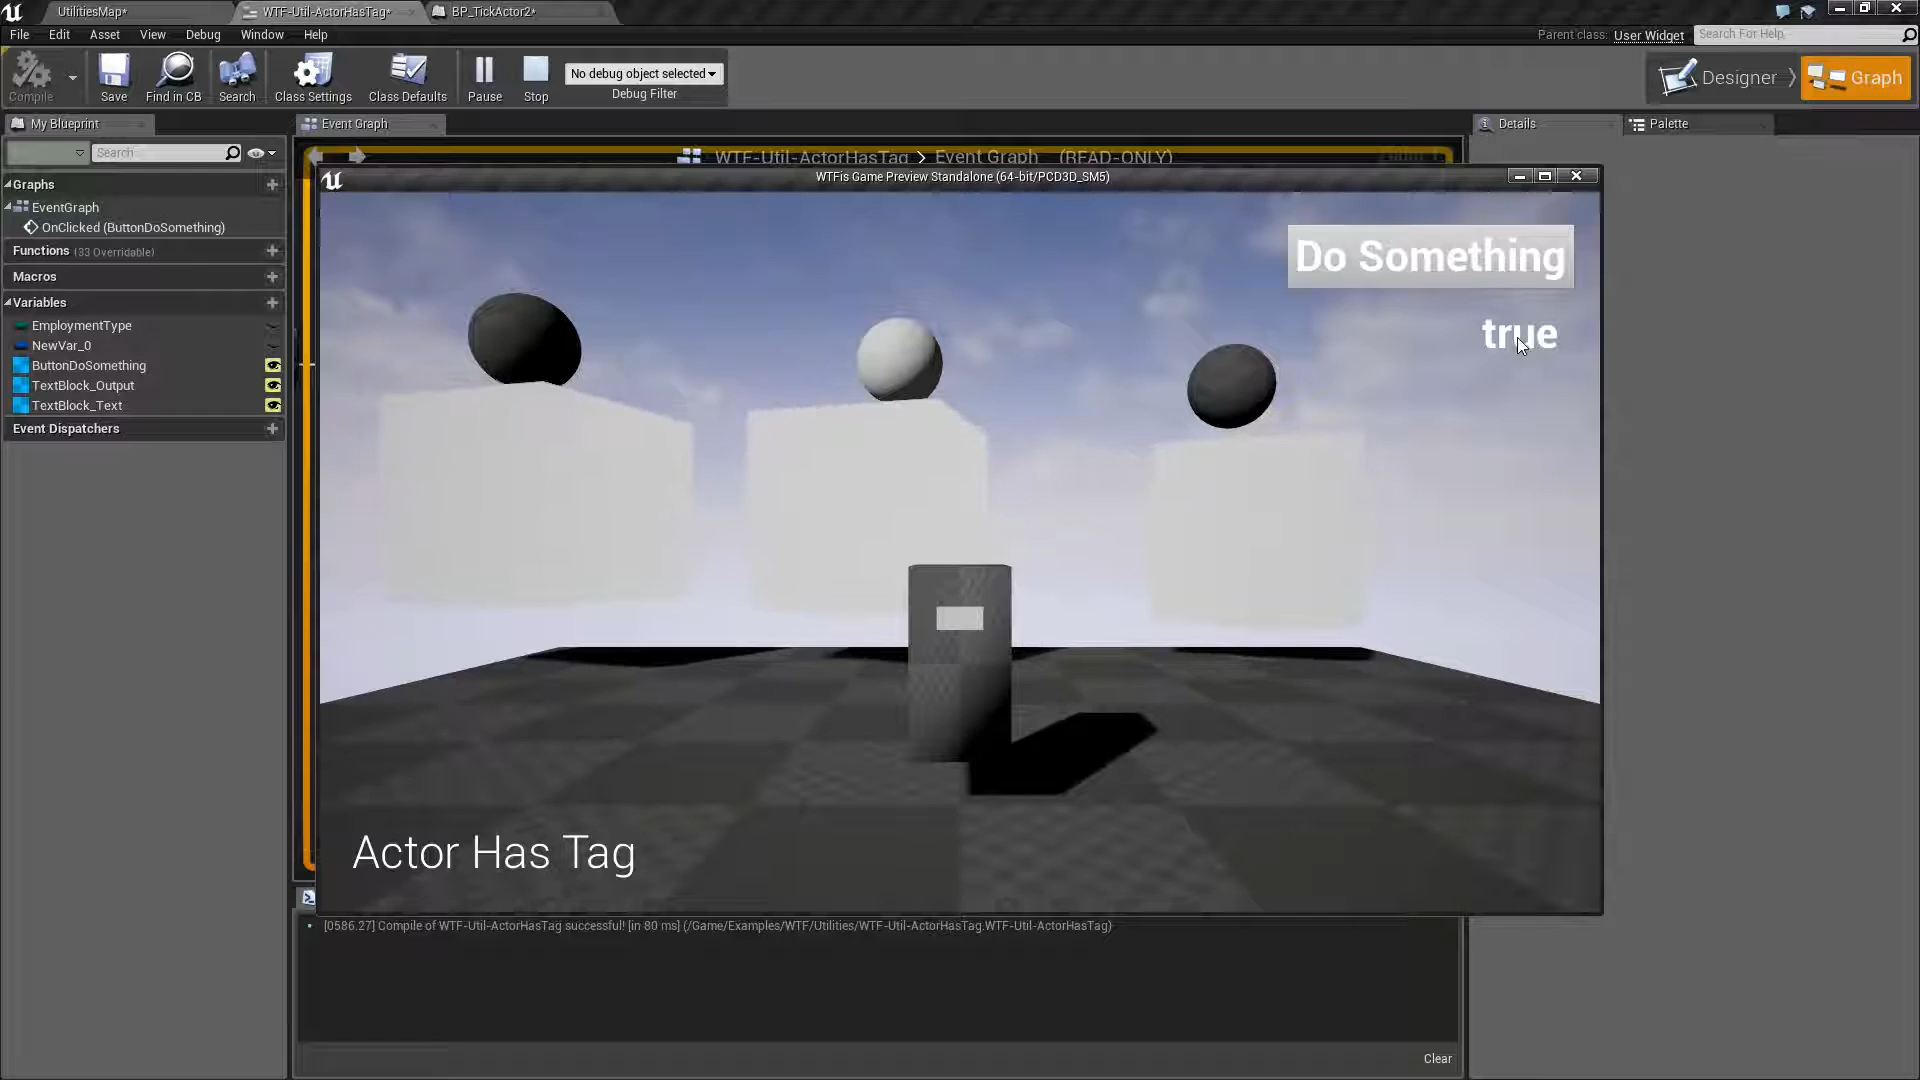 UtilitiesMap*
WTF-Util-ActorHasTag*
BP_TickActor2*
File Edit Asset View Debug Window Help
Parent class: User Widget
Search For Help
Compile
Save
Find in CB
Search
Class Settings
Class Defaults
Pause
Stop
No debug object selected
Debug Filter
Designer
Graph
My Blueprint
Event Graph
Details
Palette
Search
WTF-Util-ActorHasTag > Event Graph (READ-ONLY)
WTFis Game Preview Standalone (64-bit/PCD3D_SM5)
Graphs
EventGraph
OnClicked (ButtonDoSomething)
Functions (33 Overridable)
Macros
Variables
EmploymentType
NewVar_0
ButtonDoSomething
TextBlock_Output
TextBlock_Text
Event Dispatchers
Do Something
true
Actor Has Tag
[0586.27] Compile of WTF-Util-ActorHasTag successful! [in 80 ms] (/Game/Examples/WTF/Utilities/WTF-Util-ActorHasTag.WTF-Util-ActorHasTag)
Clear